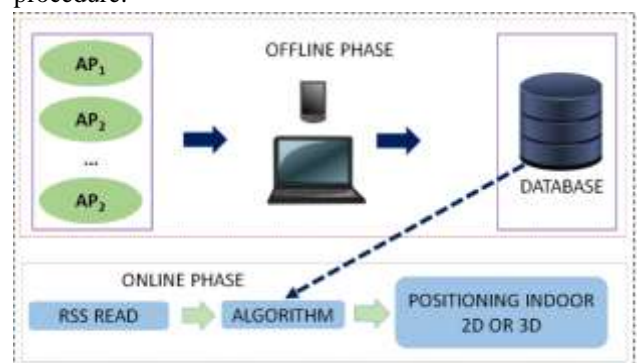 procedure.
OFFLINE PHASE
AP1
AP2
...
AP2
DATABASE
ONLINE PHASE
RSS READ
ALGORITHM
POSITIONING INDOOR
2D OR 3D